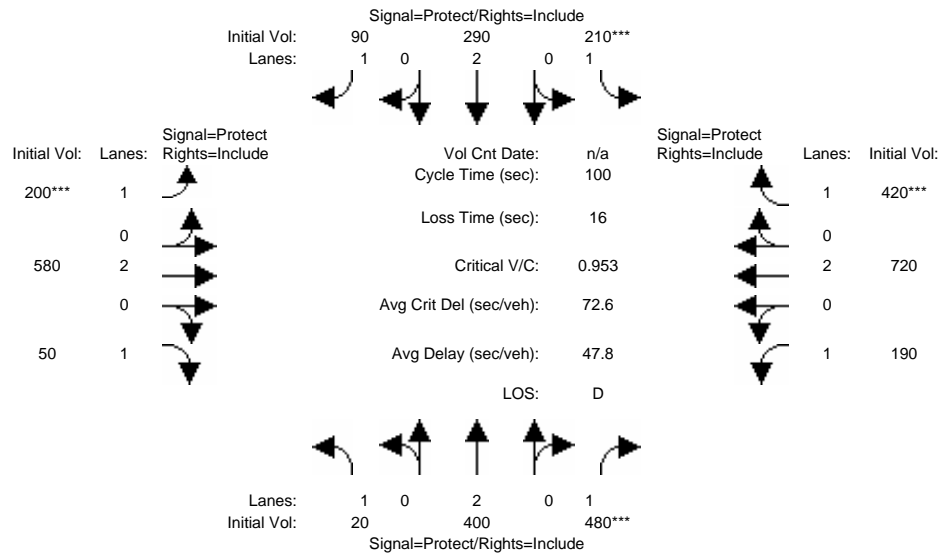 Signal=Protect/Rights=Include
Initial Vol: 90 290 210***
Lanes: 1 0 2 0 1
Signal=Protect
Initial Vol: Lanes: Rights=Include
Vol Cnt Date: n/a
Signal=Protect
Rights=Include Lanes: Initial Vol:
Cycle Time (sec): 100
200*** 1
1 420***
Loss Time (sec): 16
0
0
580 2
Critical V/C: 0.953
2 720
0
Avg Crit Del (sec/veh): 72.6
0
50 1
Avg Delay (sec/veh): 47.8
1 190
LOS: D
Lanes: 1 0 2 0 1
Initial Vol: 20 400 480***
Signal=Protect/Rights=Include